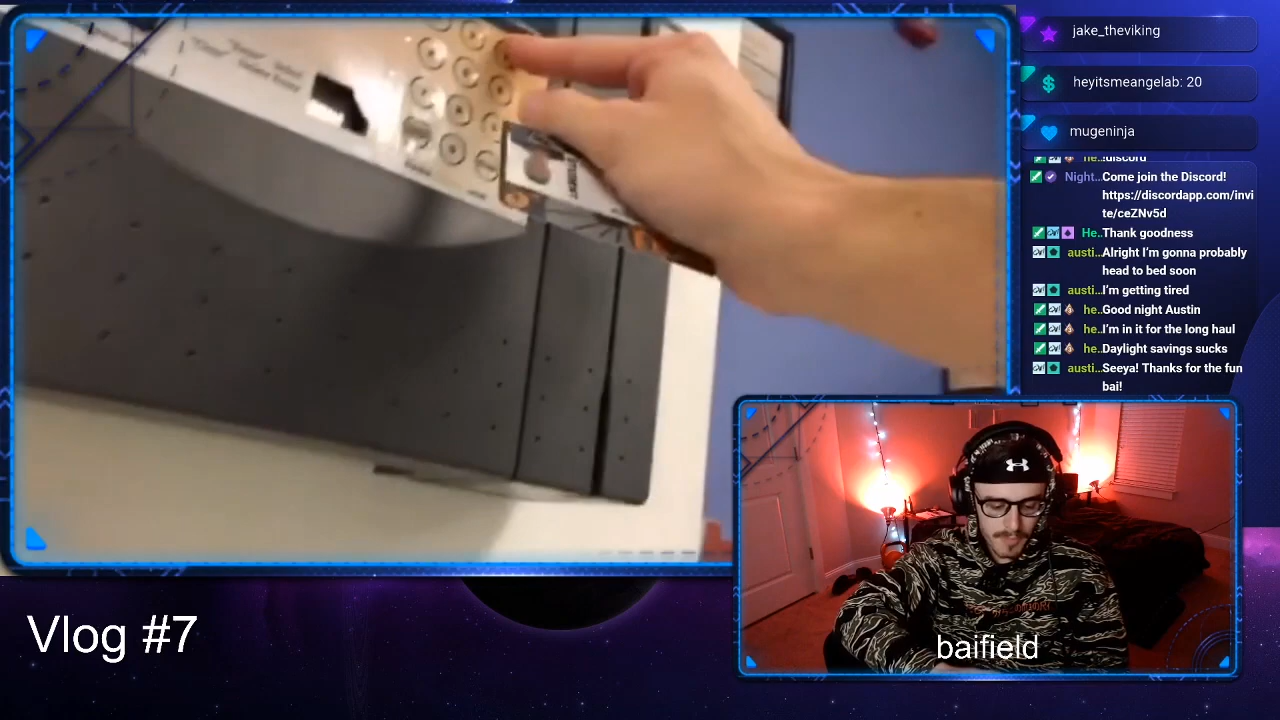 jake_theviking
heyitsmeangelab: 20
mugeninja
he..!discord
Night...Come join the Discord!
https://discordapp.com/invi
te/ceZNv5d
He..Thank goodness
austi...Alright I'm gonna probably
head to bed soon
austi...I'm getting tired
he..Good night Austin
he..I'm in it for the long haul
he..Daylight savings sucks
austi...Seeya! Thanks for the fun
bai!
Vlog #7
baifield